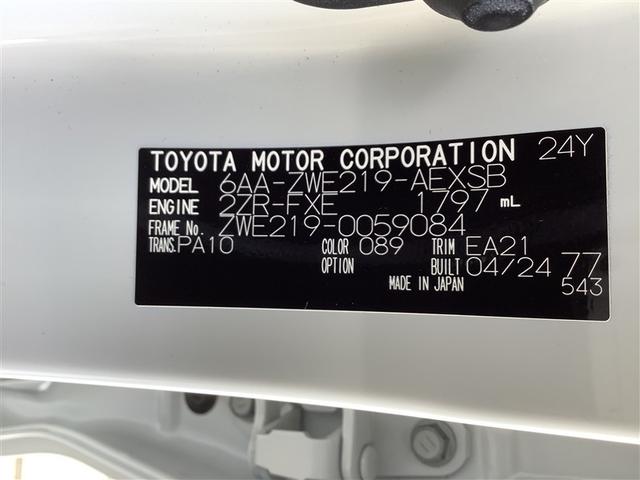 TOYOTA MOTOR CORPORATION 24Y
MODEL 6AA-ZWE219-AEXSB
ENGINE 2ZR-FXE 1797 mL
FRAME No. ZWE219-0059084
TRANS. PA10 COLOR 089 TRIM EA21
OPTION BUILT 04/24 77
MADE IN JAPAN 543